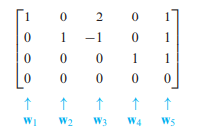 1 0 2 0 1
0 1 −1 0 1
0 0 0 1 1
0 0 0 0 0
↑ ↑ ↑ ↑ ↑
w₁ w₂ w₃ w₄ w₅